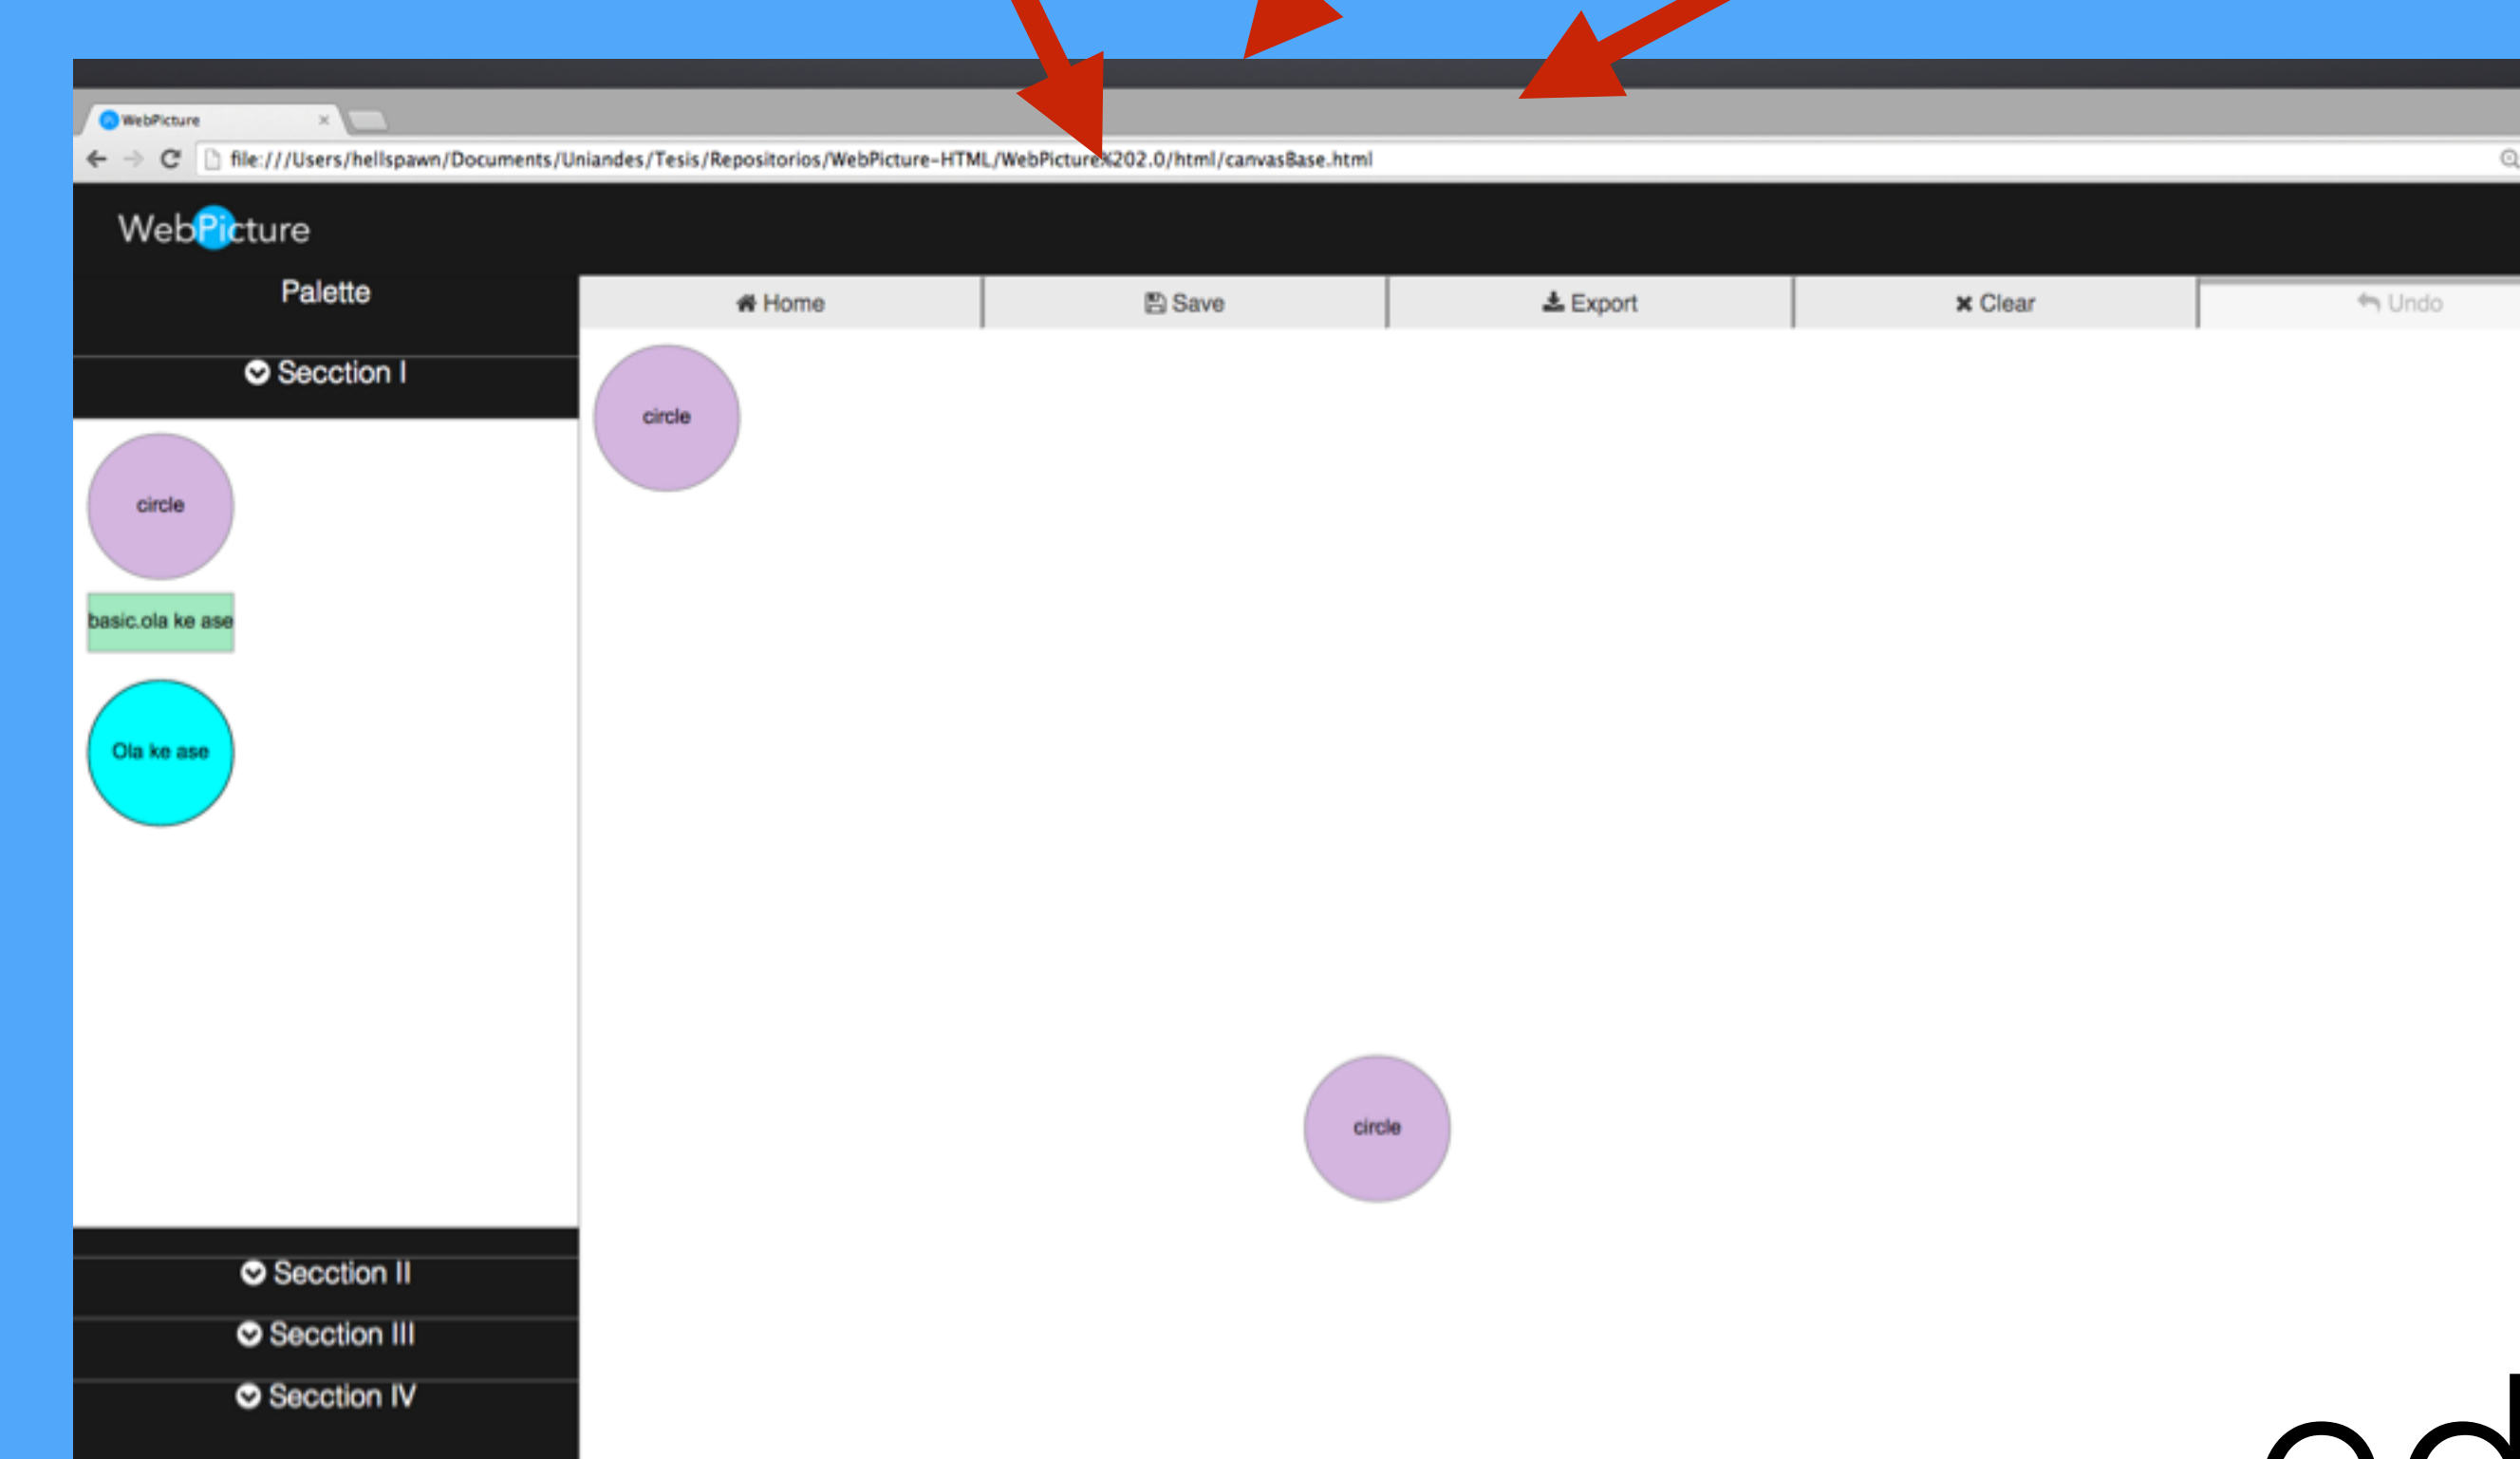 WebPicture
file:///Users/hellspawn/Documents/Uniandes/Tesis/Repositorios/WebPicture-HTML/WebPicture%202.0/html/canvasBase.html
WebPicture
Palette
Home Save Export Clear Undo
Secction I
circle
circle
basic.ola ke ase
Ola ke ase
circle
Secction II
Secction III
Secction IV